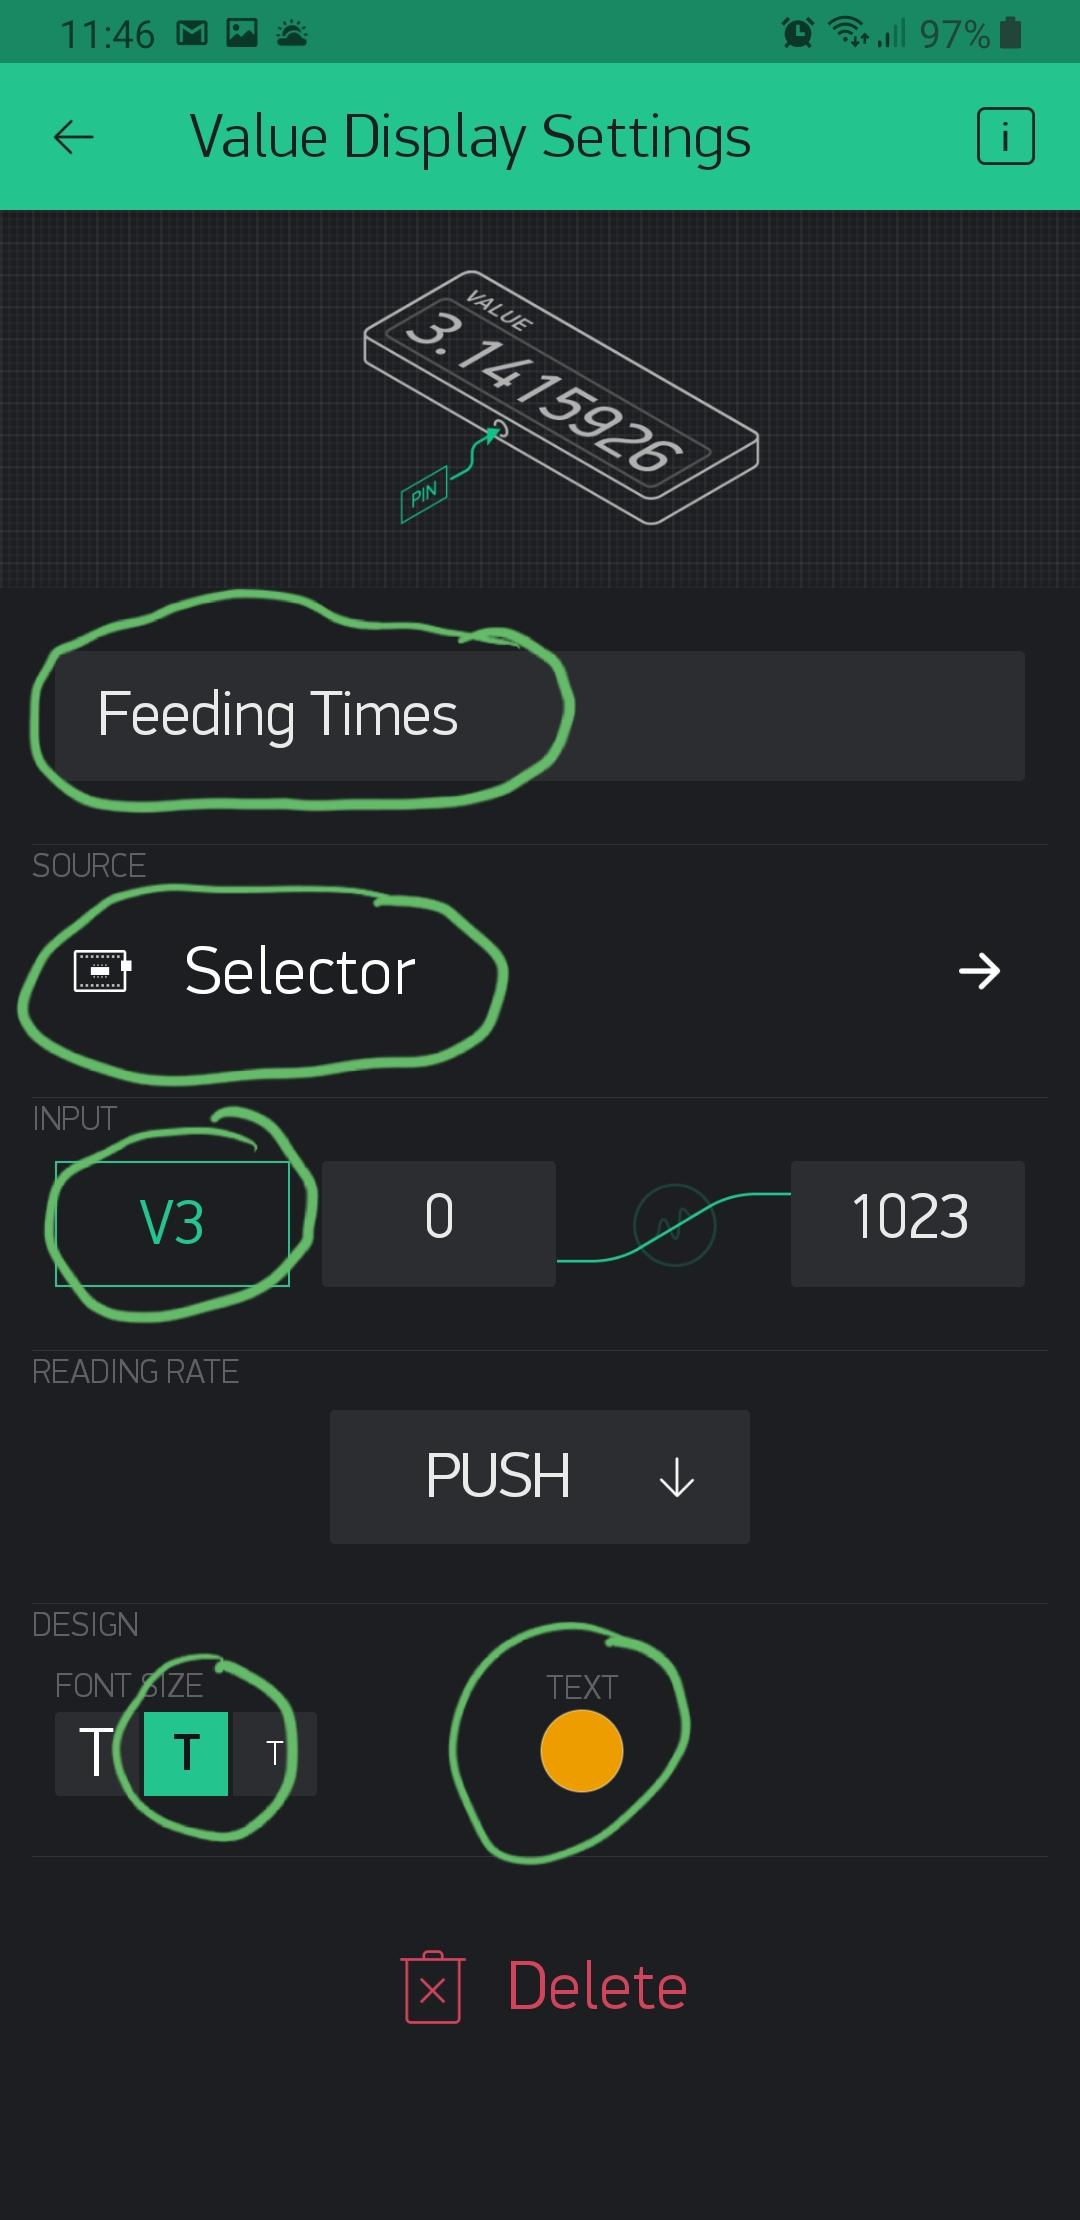 11:46 97%
Value Display Settings i
VALUE
3.1415926
PIN
Feeding Times
SOURCE
Selector
INPUT
V3 0 1023
READING RATE
PUSH
DESIGN
FONT SIZE TEXT
T T T
Delete